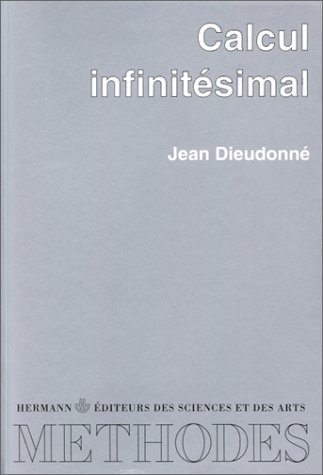 Calcul
infinitésimal
Jean Dieudonné
HERMANN ÉDITEURS DES SCIENCES ET DES ARTS
METHODES